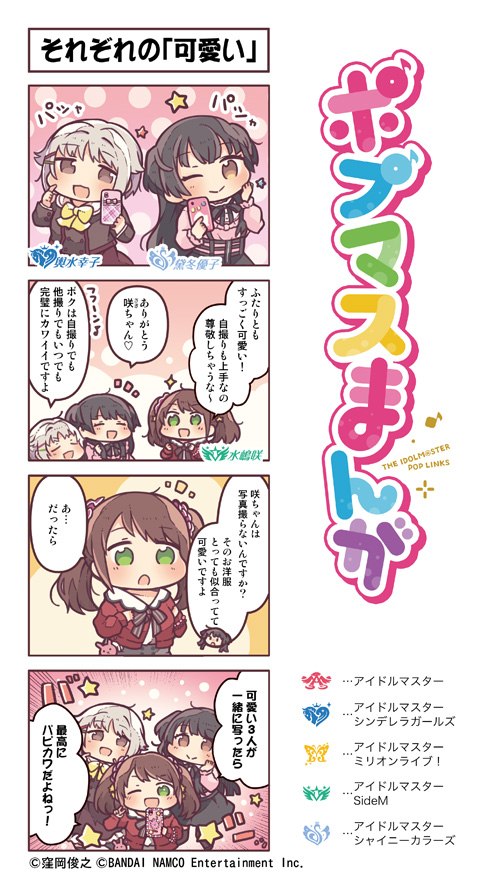 それぞれの「可愛い」
パシャ
パシャ
輿水幸子
黛冬優子
ふたりとも
すっごく可愛い！
自撮りも上手なの
尊敬しちゃうな～
ありがとう
咲ちゃん♡
フフーン♪
ボクは自撮りでも
他撮りでもいつでも
完璧にカワイイですよ
水嶋咲
咲ちゃんは
写真撮らないんですか？
そのお洋服
とっても似合ってて
可愛いですよ
あ…
だったら
可愛い3人が
一緒に写ったら
最高に
パピカワだよねっ！
ポプマスまんが
THE IDOLM@STER
POP LINKS
…アイドルマスター
…アイドルマスター
シンデレラガールズ
…アイドルマスター
ミリオンライブ！
…アイドルマスター
SideM
…アイドルマスター
シャイニーカラーズ
©窪岡俊之 ©BANDAI NAMCO Entertainment Inc.